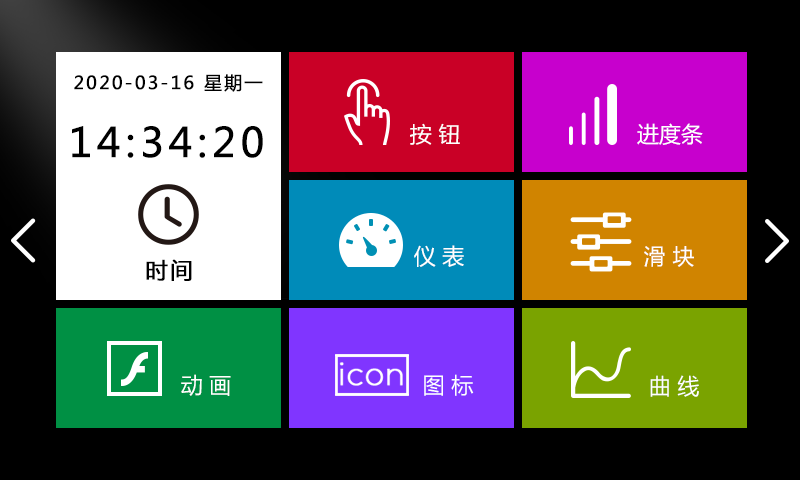 2020-03-16 星期一
14:34:20
时间
按钮
进度条
仪表
滑块
动画
icon 图标
曲线